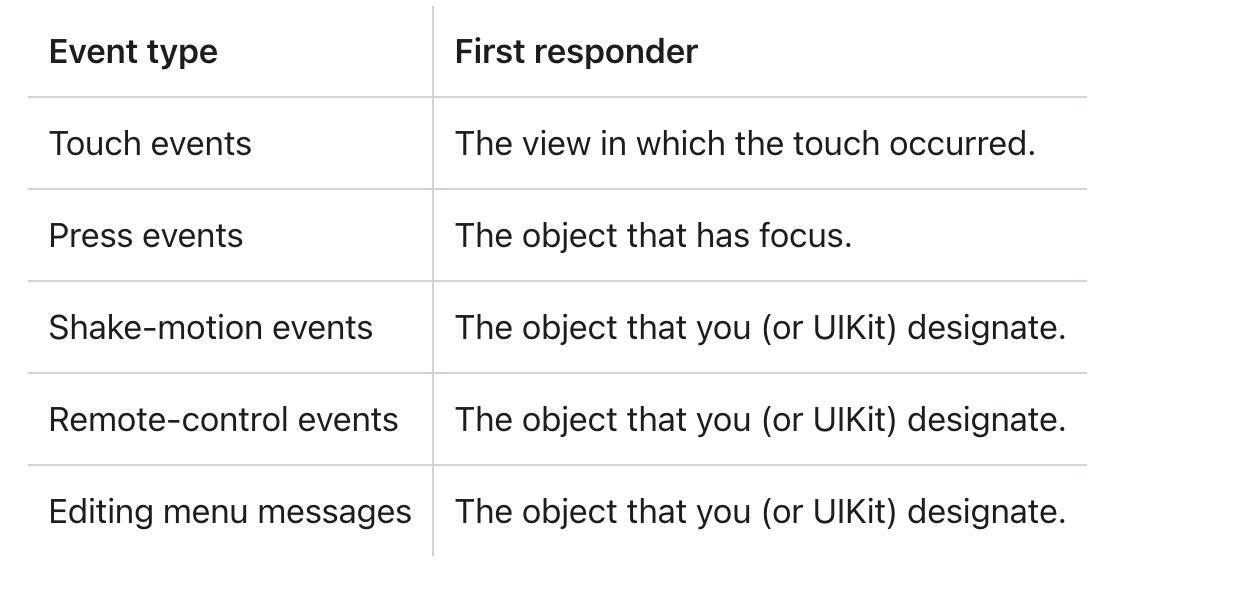 Event type First responder
Touch events The view in which the touch occurred.
Press events The object that has focus.
Shake-motion events The object that you (or UIKit) designate.
Remote-control events The object that you (or UIKit) designate.
Editing menu messages The object that you (or UIKit) designate.